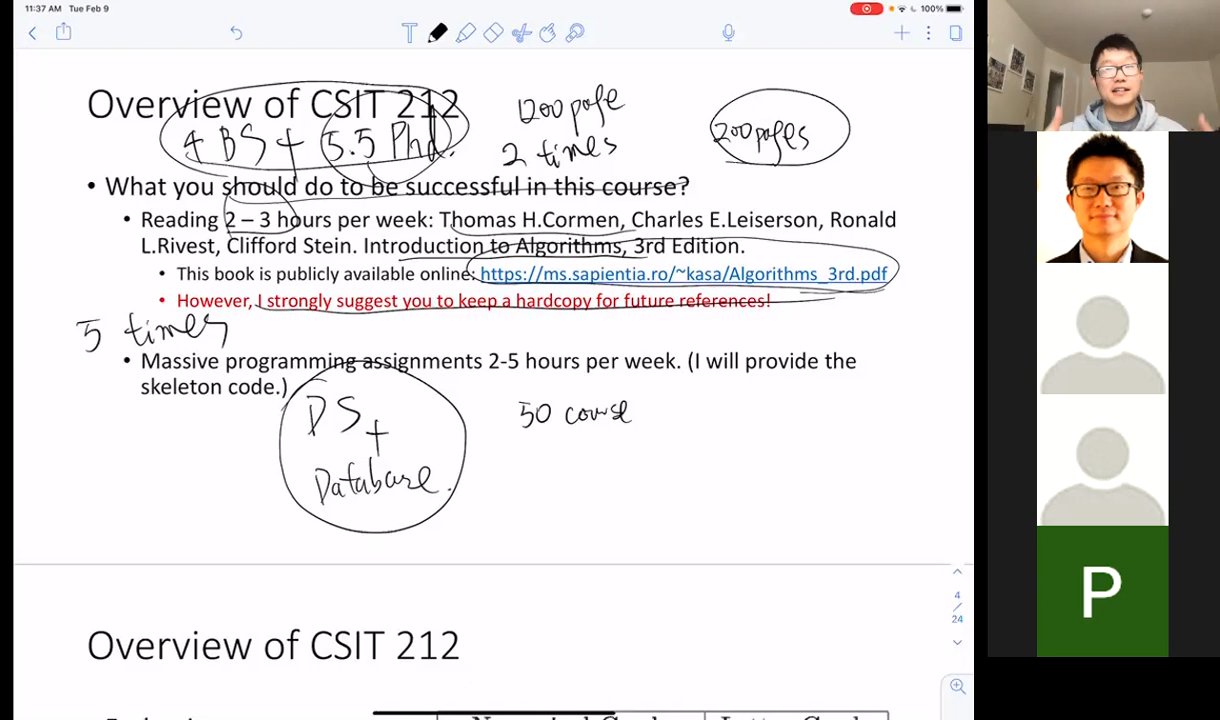 11:37 AM Tue Feb 9
100%
Overview of CSIT 212
4 BS + 5.5 Phd.
1200 page
2 times
200 pages
• What you should do to be successful in this course?
• Reading 2 – 3 hours per week: Thomas H.Cormen, Charles E.Leiserson, Ronald
L.Rivest, Clifford Stein. Introduction to Algorithms, 3rd Edition.
• This book is publicly available online: https://ms.sapientia.ro/~kasa/Algorithms_3rd.pdf
• However, I strongly suggest you to keep a hardcopy for future references!
5 times
• Massive programming assignments 2-5 hours per week. (I will provide the
skeleton code.)
DS +
Database.
50 course
4
/
24
Overview of CSIT 212
P